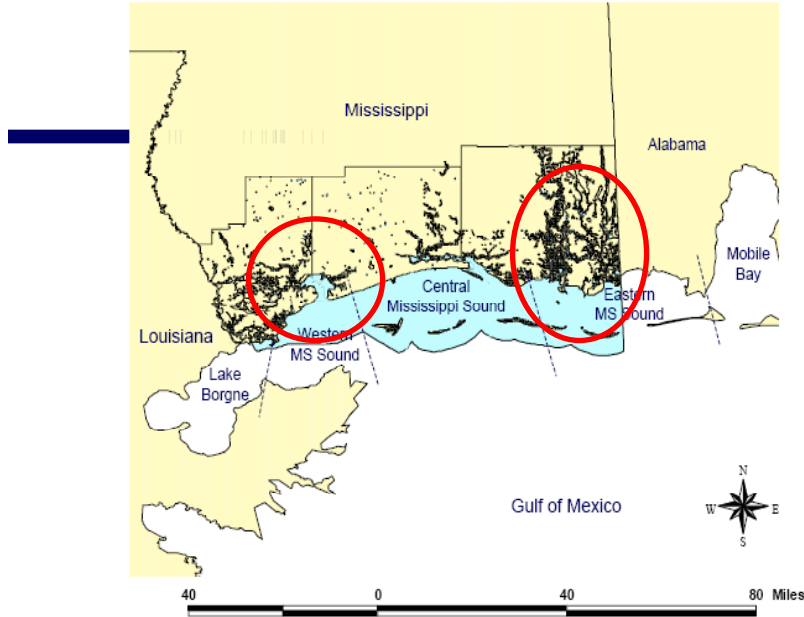 Mississippi
Alabama
Mobile
Bay
Central
Mississippi Sound
Eastern
MS Sound
Louisiana
Western
MS Sound
Lake
Borgne
Gulf of Mexico
N
W
E
S
40
0
40
80
Miles